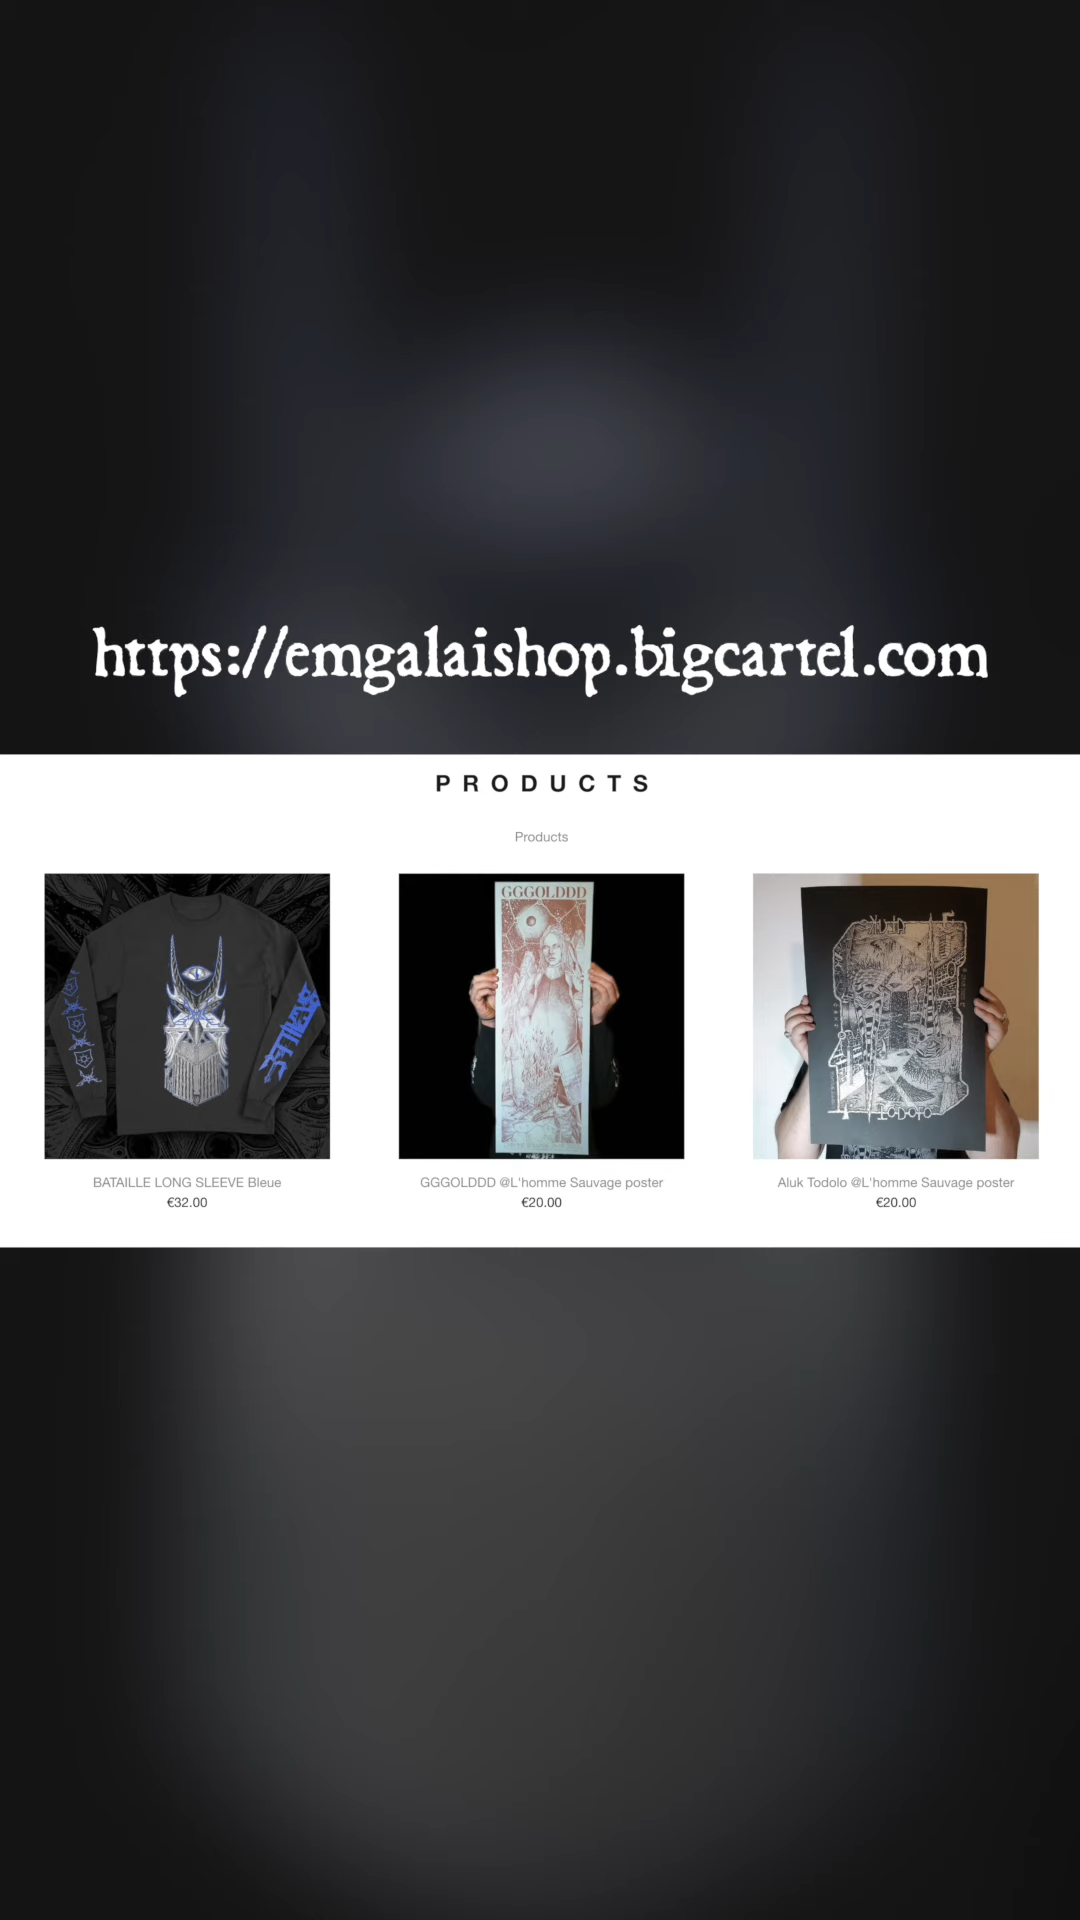 https://emgalaishop.bigcartel.com
PRODUCTS
Products
GGGOLDDD
BATAILLE LONG SLEEVE Bleue
€32.00
GGGOLDDD @L'homme Sauvage poster
€20.00
Aluk Todolo @L'homme Sauvage poster
€20.00